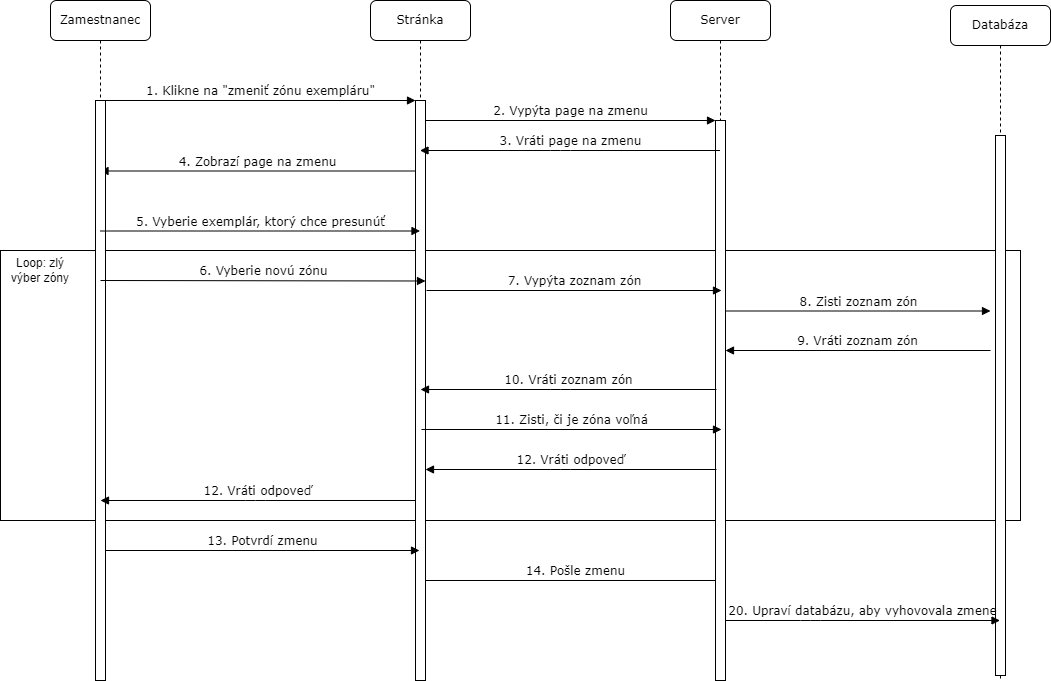 Zamestnanec
Stránka
Server
Databáza
1. Klikne na "zmeniť zónu exempláru"
2. Vypýta page na zmenu
3. Vráti page na zmenu
4. Zobrazí page na zmenu
5. Vyberie exemplár, ktorý chce presunúť
Loop: zlý
výber zóny
6. Vyberie novú zónu
7. Vypýta zoznam zón
8. Zisti zoznam zón
9. Vráti zoznam zón
10. Vráti zoznam zón
11. Zisti, či je zóna voľná
12. Vráti odpoveď
12. Vráti odpoveď
13. Potvrdí zmenu
14. Pošle zmenu
20. Upraví databázu, aby vyhovovala zmene